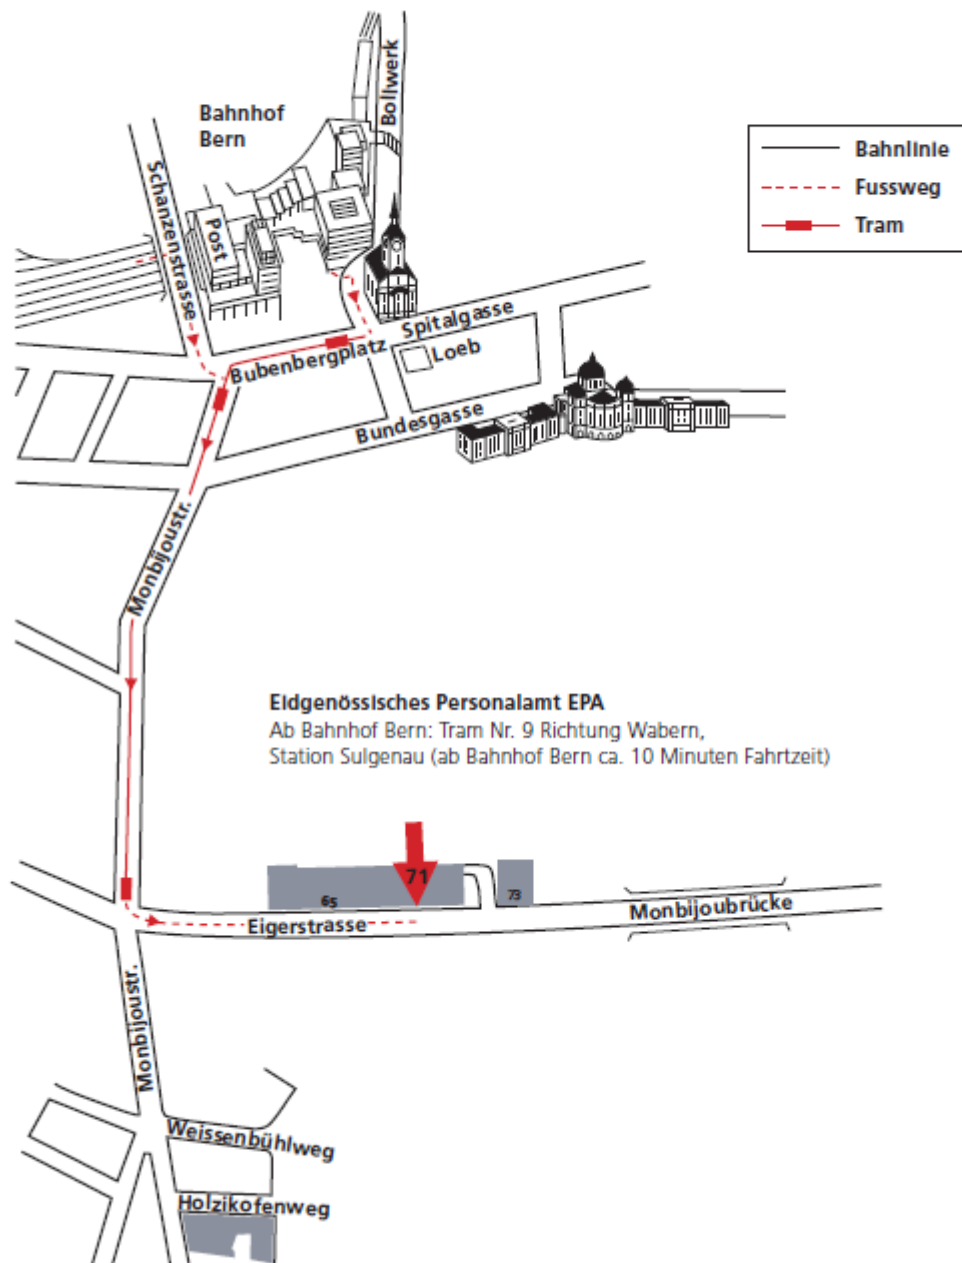 Bollwerk
Bahnhof
Bern
Bahnlinie
Fussweg
Tram
Schanzenstrasse
Post
Spitalgasse
Bubenbergplatz
Loeb
Bundesgasse
Monbijoustr.
Eidgenössisches Personalamt EPA
Ab Bahnhof Bern: Tram Nr. 9 Richtung Wabern,
Station Sulgenau (ab Bahnhof Bern ca. 10 Minuten Fahrtzeit)
71
65
73
Monbijoubrücke
Eigerstrasse
Monbijoustr.
Weissenbühlweg
Holzikofenweg